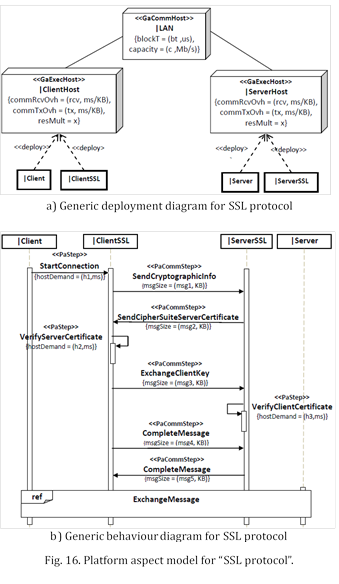 <<GaCommHost>>
|LAN
{blockT = (bt ,us),
capacity = (c ,Mb/s)}
<<GaExecHost>>
|ClientHost
{commRcvOvh = (rcv, ms/KB),
commTxOvh = (tx, ms/KB),
resMult = x}
<<GaExecHost>>
|ServerHost
{commRcvOvh = (rcv, ms/KB),
commTxOvh = (tx, ms/KB),
resMult = x}
<<deploy>>
<<deploy>>
<<deploy>>
<<deploy>>
|Client
|ClientSSL
|Server
|ServerSSL
a) Generic deployment diagram for SSL protocol
|Client
|ClientSSL
|ServerSSL
|Server
<<PaStep>>
StartConnection
{hostDemand = (h1,ms)}
<<PaCommStep>>
SendCryptographicInfo
{msgSize = (msg1, KB)}
<<PaCommStep>>
SendCipherSuiteServerCertificate
{msgSize = (msg2, KB)}
<<PaStep>>
VerifyServerCertificate
{hostDemand = (h2,ms)}
<<PaCommStep>>
ExchangeClientKey
{msgSize = (msg3, KB)}
<<PaStep>>
VerifyClientCertificate
{hostDemand = (h3,ms)}
<<PaCommStep>>
CompleteMessage
{msgSize = (msg4, KB)}
<<PaCommStep>>
CompleteMessage
{msgSize = (msg5, KB)}
ref
ExchangeMessage
b) Generic behaviour diagram for SSL protocol
Fig. 16. Platform aspect model for “SSL protocol”.